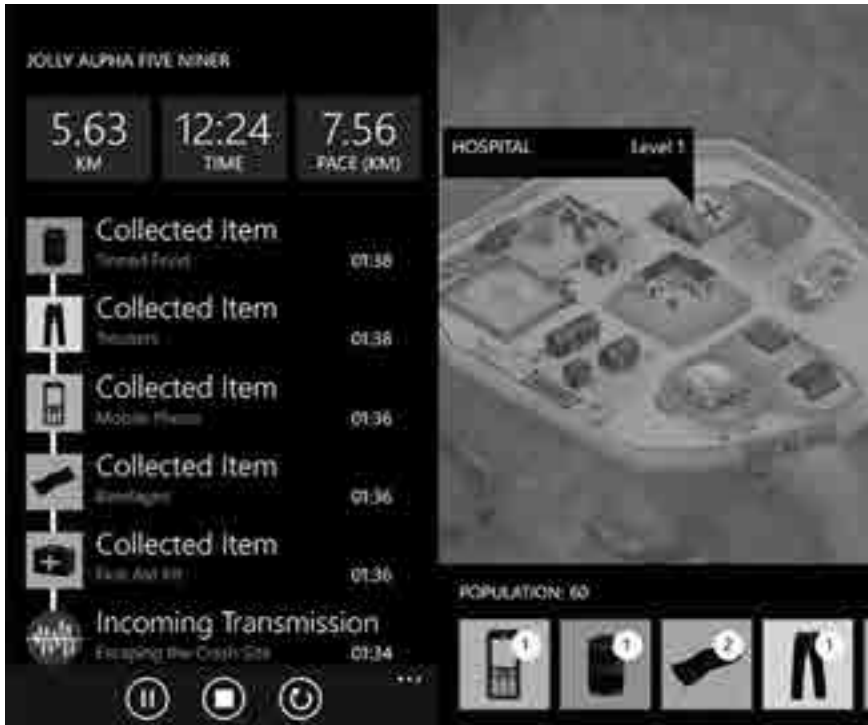 JOLLY ALPHA FIVE NINER
5.63
KM
12:24
TIME
7.56
PACE (KM)
Collected Item
Tinned Food
01:38
Collected Item
Trousers
01:38
Collected Item
Mobile Phone
01:36
Collected Item
Bandages
01:36
Collected Item
First Aid Kit
01:36
Incoming Transmission
Escaping the Crash Site
01:34
HOSPITAL Level 1
POPULATION: 60
1
1
2
1